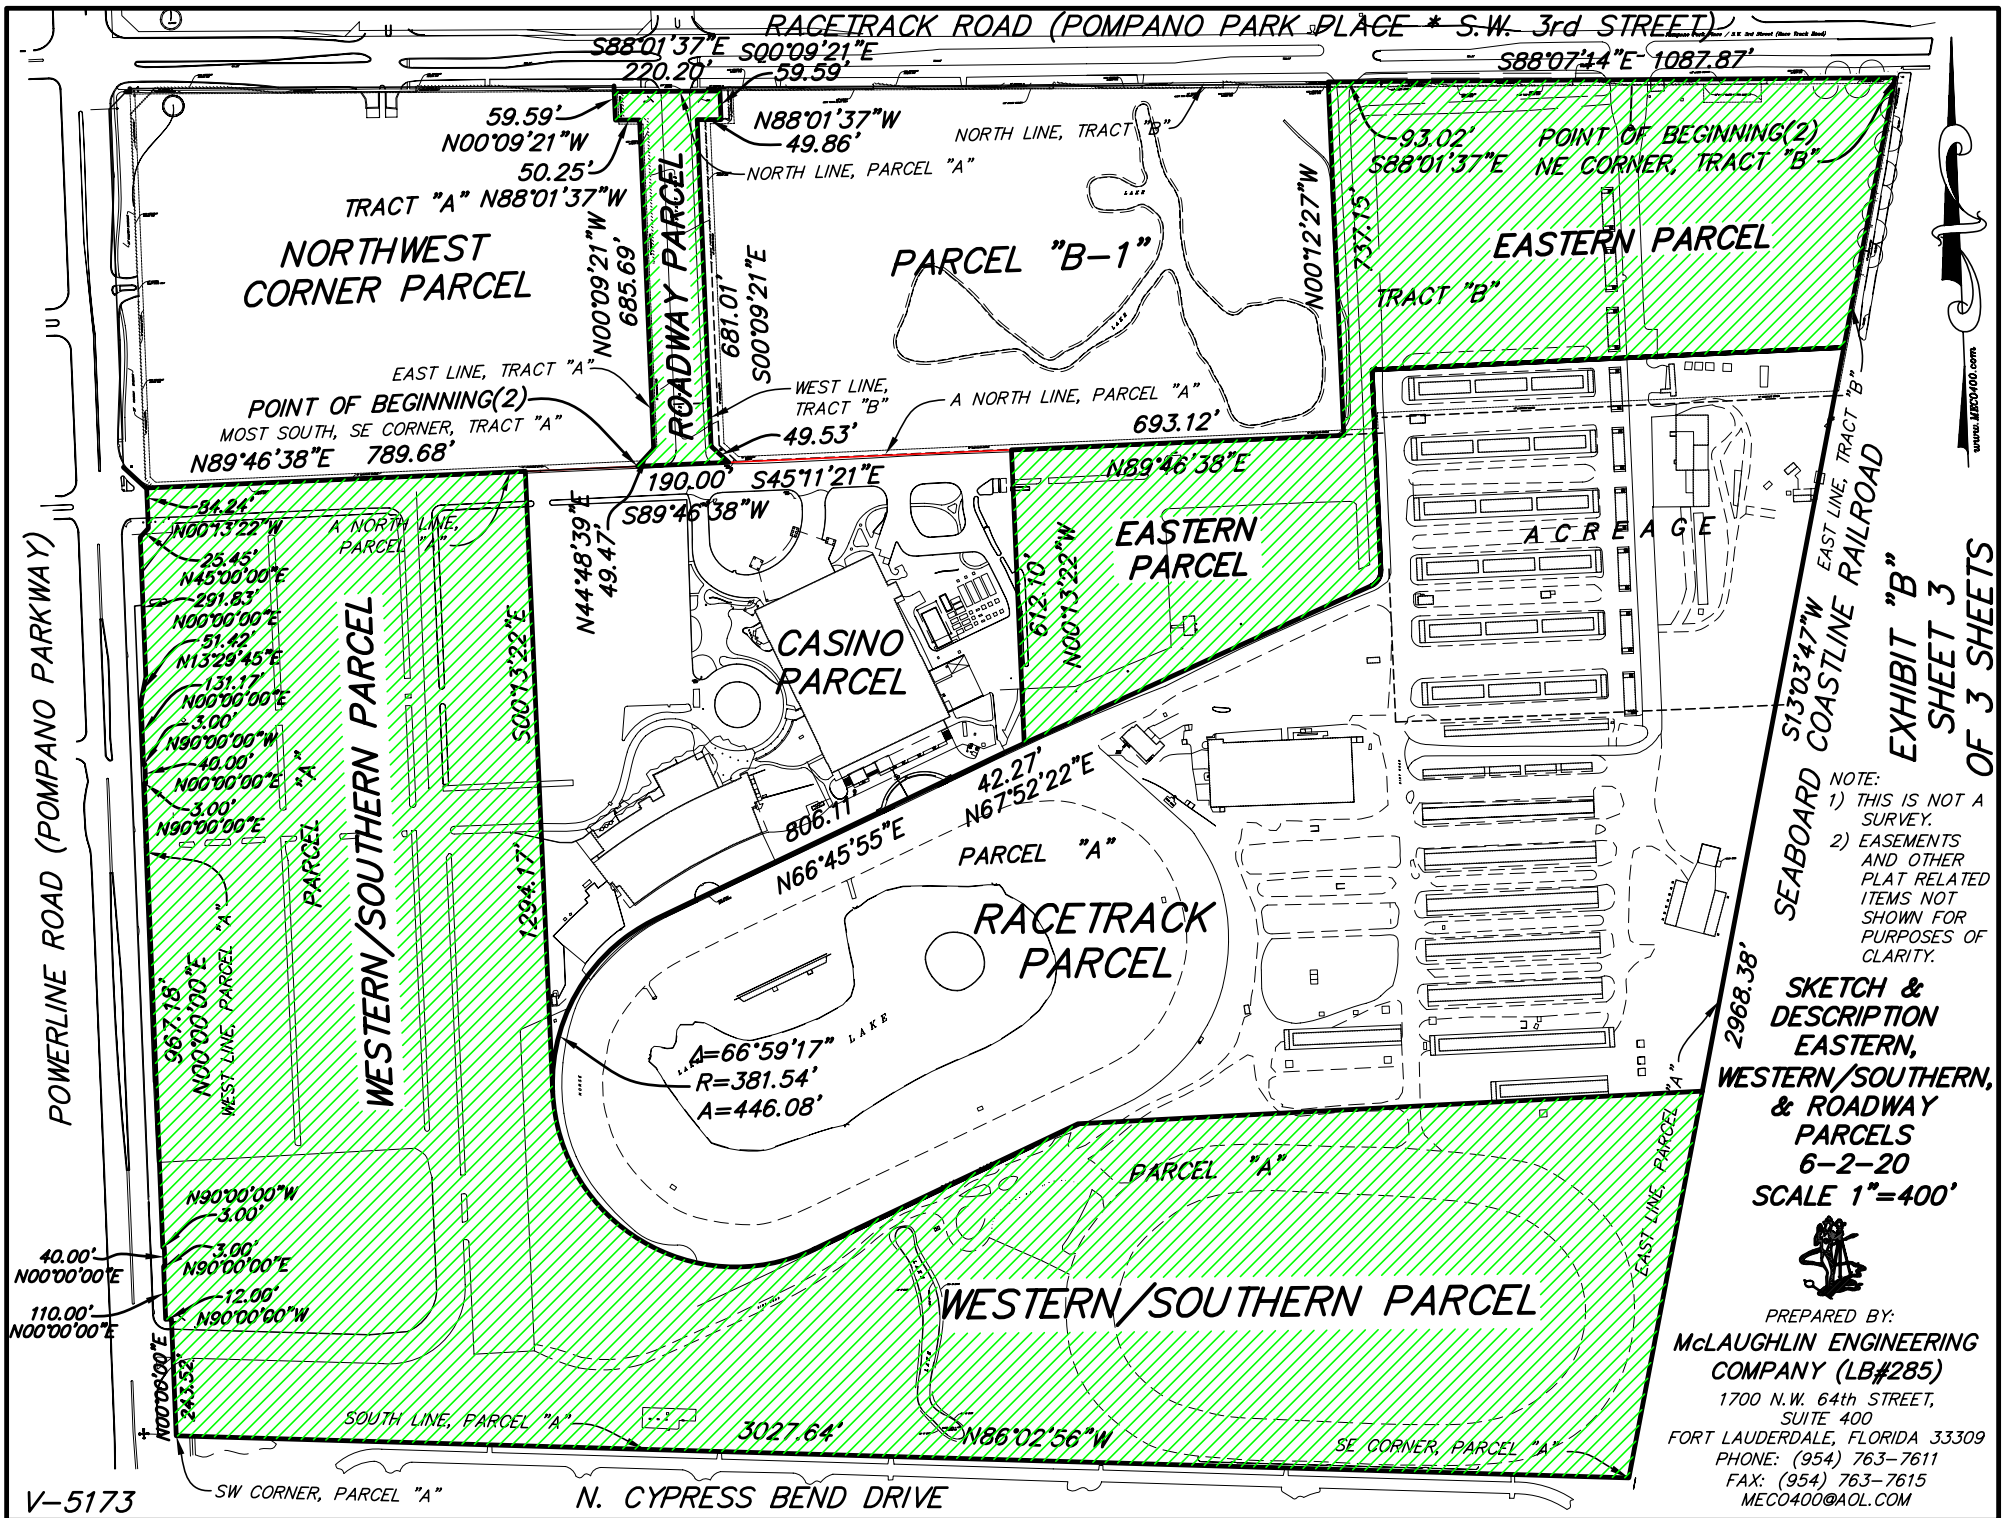 RACETRACK ROAD (POMPANO PARK PLACE * S.W. 3rd STREET)
S88°01'37"E
220.20'
S00°09'21"E
59.59'
S88°07'14"E 1087.87'
59.59'
N00°09'21"W
50.25'
N88°01'37"W
TRACT "A"
NORTHWEST
CORNER PARCEL
N88°01'37"W
49.86'
NORTH LINE, PARCEL "A"
NORTH LINE, TRACT "B"
93.02'
S88°01'37"E
POINT OF BEGINNING(2)
NE CORNER, TRACT "B"
N00°09'21"W
685.69'
ROADWAY PARCEL
681.01'
S00°09'21"E
PARCEL "B-1"
LAKE
LAKE
N00°12'27"W
737.15'
EASTERN PARCEL
TRACT "B"
EAST LINE, TRACT "A"
POINT OF BEGINNING(2)
MOST SOUTH, SE CORNER, TRACT "A"
N89°46'38"E 789.68'
WEST LINE,
TRACT "B"
49.53'
A NORTH LINE, PARCEL "A"
693.12'
190.00'
S89°46'38"W
S45°11'21"E
N89°46'38"E
N44°48'39"E
49.47'
84.24'
N00°13'22"W
25.45'
N45°00'00"E
291.83'
N00°00'00"E
51.42'
N13°29'45"E
131.17'
N00°00'00"E
3.00'
N90°00'00"W
40.00'
N00°00'00"E
3.00'
N90°00'00"E
A NORTH LINE,
PARCEL "A"
PARCEL "A"
WESTERN/SOUTHERN PARCEL
S00°13'22"E
1294.17'
CASINO
PARCEL
612.10'
N00°13'22"W
EASTERN
PARCEL
ACREAGE
806.11'
N66°45'55"E
42.27'
N67°52'22"E
PARCEL "A"
RACETRACK
PARCEL
LAKE
LAKE
Δ=66°59'17"
R=381.54'
A=446.08'
POWERLINE ROAD (POMPANO PARKWAY)
967.18'
N00°00'00"E
WEST LINE, PARCEL "A"
N90°00'00"W
3.00'
40.00'
N00°00'00"E
3.00'
N90°00'00"E
110.00'
N00°00'00"E
12.00'
N90°00'00"W
N00°00'00"E
243.52'
PARCEL "A"
WESTERN/SOUTHERN PARCEL
LAKE
LAKE
SOUTH LINE, PARCEL "A"
3027.64'
N86°02'56"W
SE CORNER, PARCEL "A"
SW CORNER, PARCEL "A"
N. CYPRESS BEND DRIVE
V-5173
EAST LINE, PARCEL "A"
2968.38'
S13°03'47"W
EAST LINE, TRACT "B"
SEABOARD COASTLINE RAILROAD
www.MECO400.com
EXHIBIT "B"
SHEET 3
OF 3 SHEETS
NOTE:
1) THIS IS NOT A
SURVEY.
2) EASEMENTS
AND OTHER
PLAT RELATED
ITEMS NOT
SHOWN FOR
PURPOSES OF
CLARITY.
SKETCH &
DESCRIPTION
EASTERN,
WESTERN/SOUTHERN,
& ROADWAY
PARCELS
6-2-20
SCALE 1"=400'
PREPARED BY:
McLAUGHLIN ENGINEERING
COMPANY (LB#285)
1700 N.W. 64th STREET,
SUITE 400
FORT LAUDERDALE, FLORIDA 33309
PHONE: (954) 763-7611
FAX: (954) 763-7615
MECO400@AOL.COM